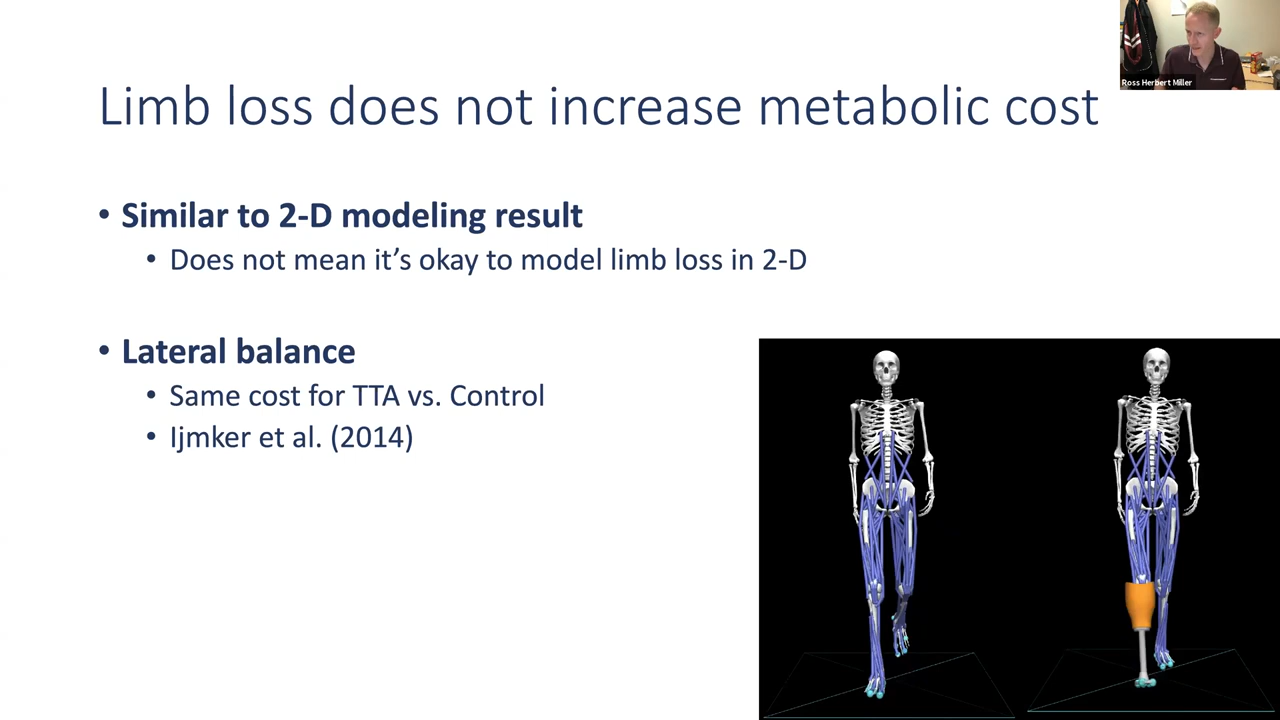 Ross Herbert Miller
Limb loss does not increase metabolic cost
• Similar to 2-D modeling result
• Does not mean it’s okay to model limb loss in 2-D
• Lateral balance
• Same cost for TTA vs. Control
• Ijmker et al. (2014)